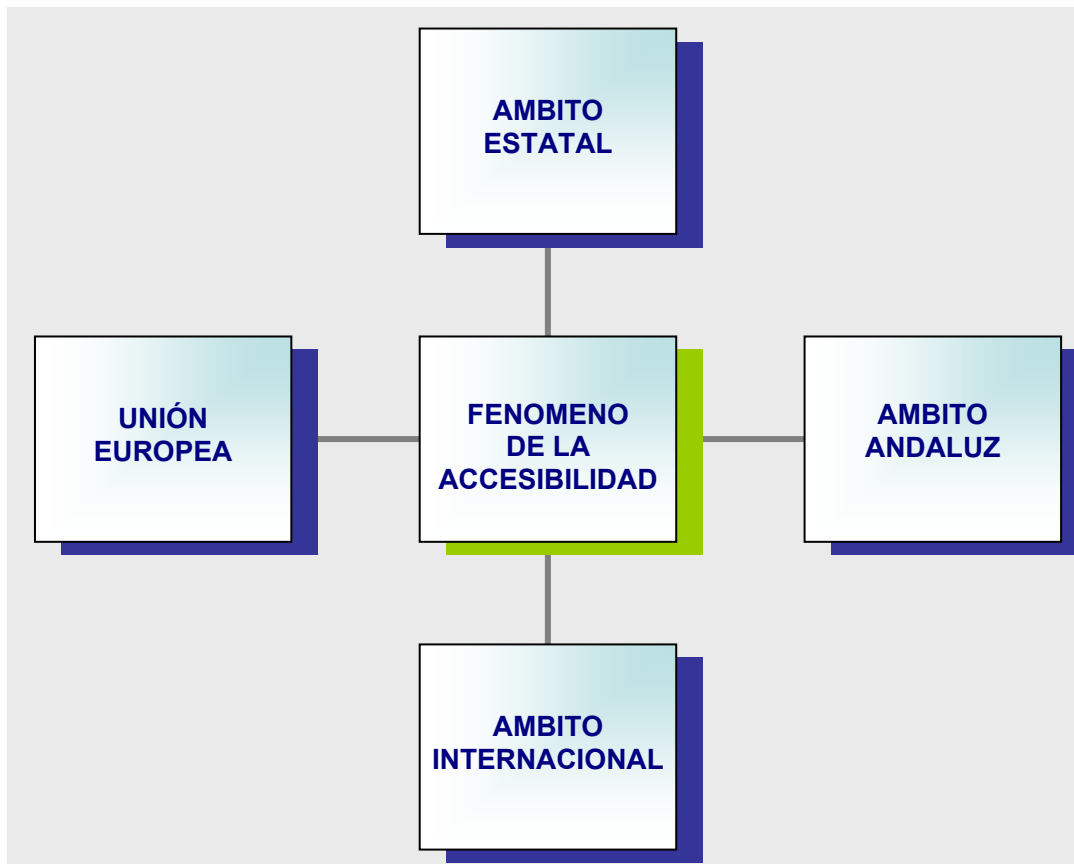 AMBITO
ESTATAL
UNIÓN
EUROPEA
FENOMENO
DE LA
ACCESIBILIDAD
AMBITO
ANDALUZ
AMBITO
INTERNACIONAL